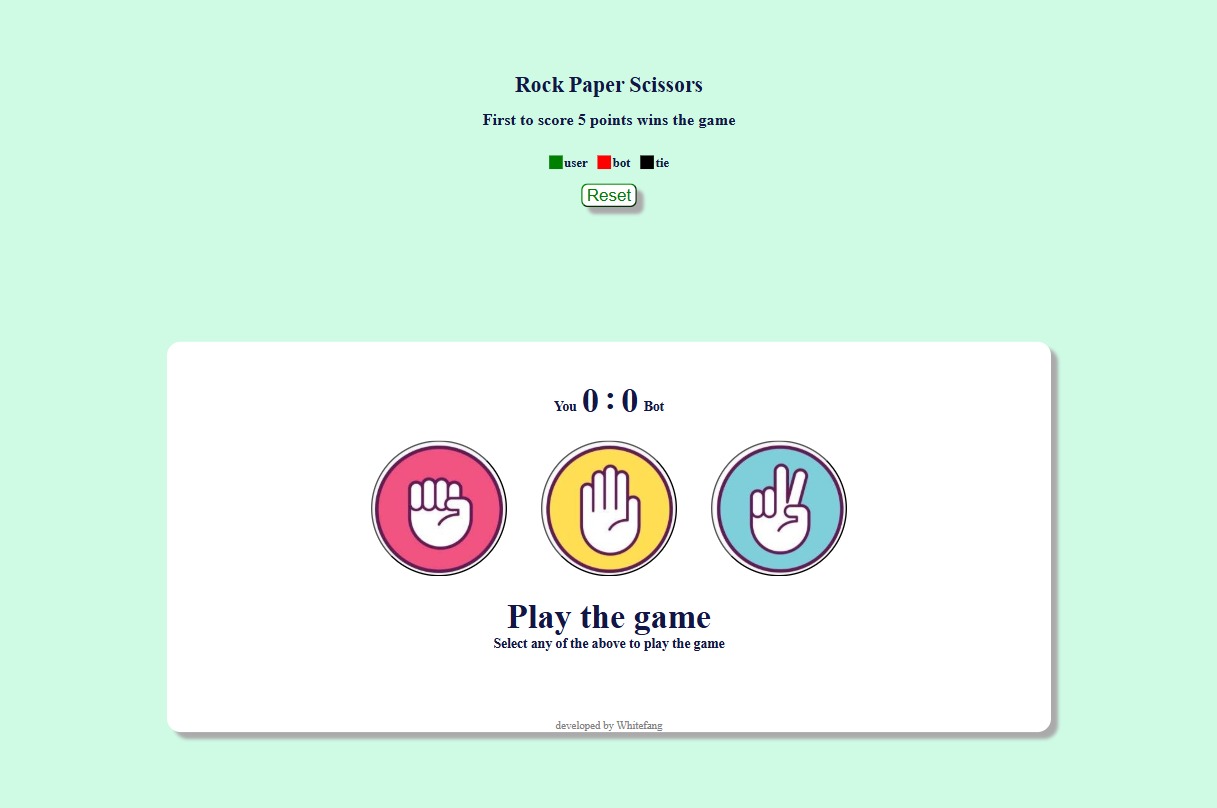 Rock Paper Scissors
First to score 5 points wins the game
user bot tie
Reset
You 0 : 0 Bot
Play the game
Select any of the above to play the game
developed by Whitefang